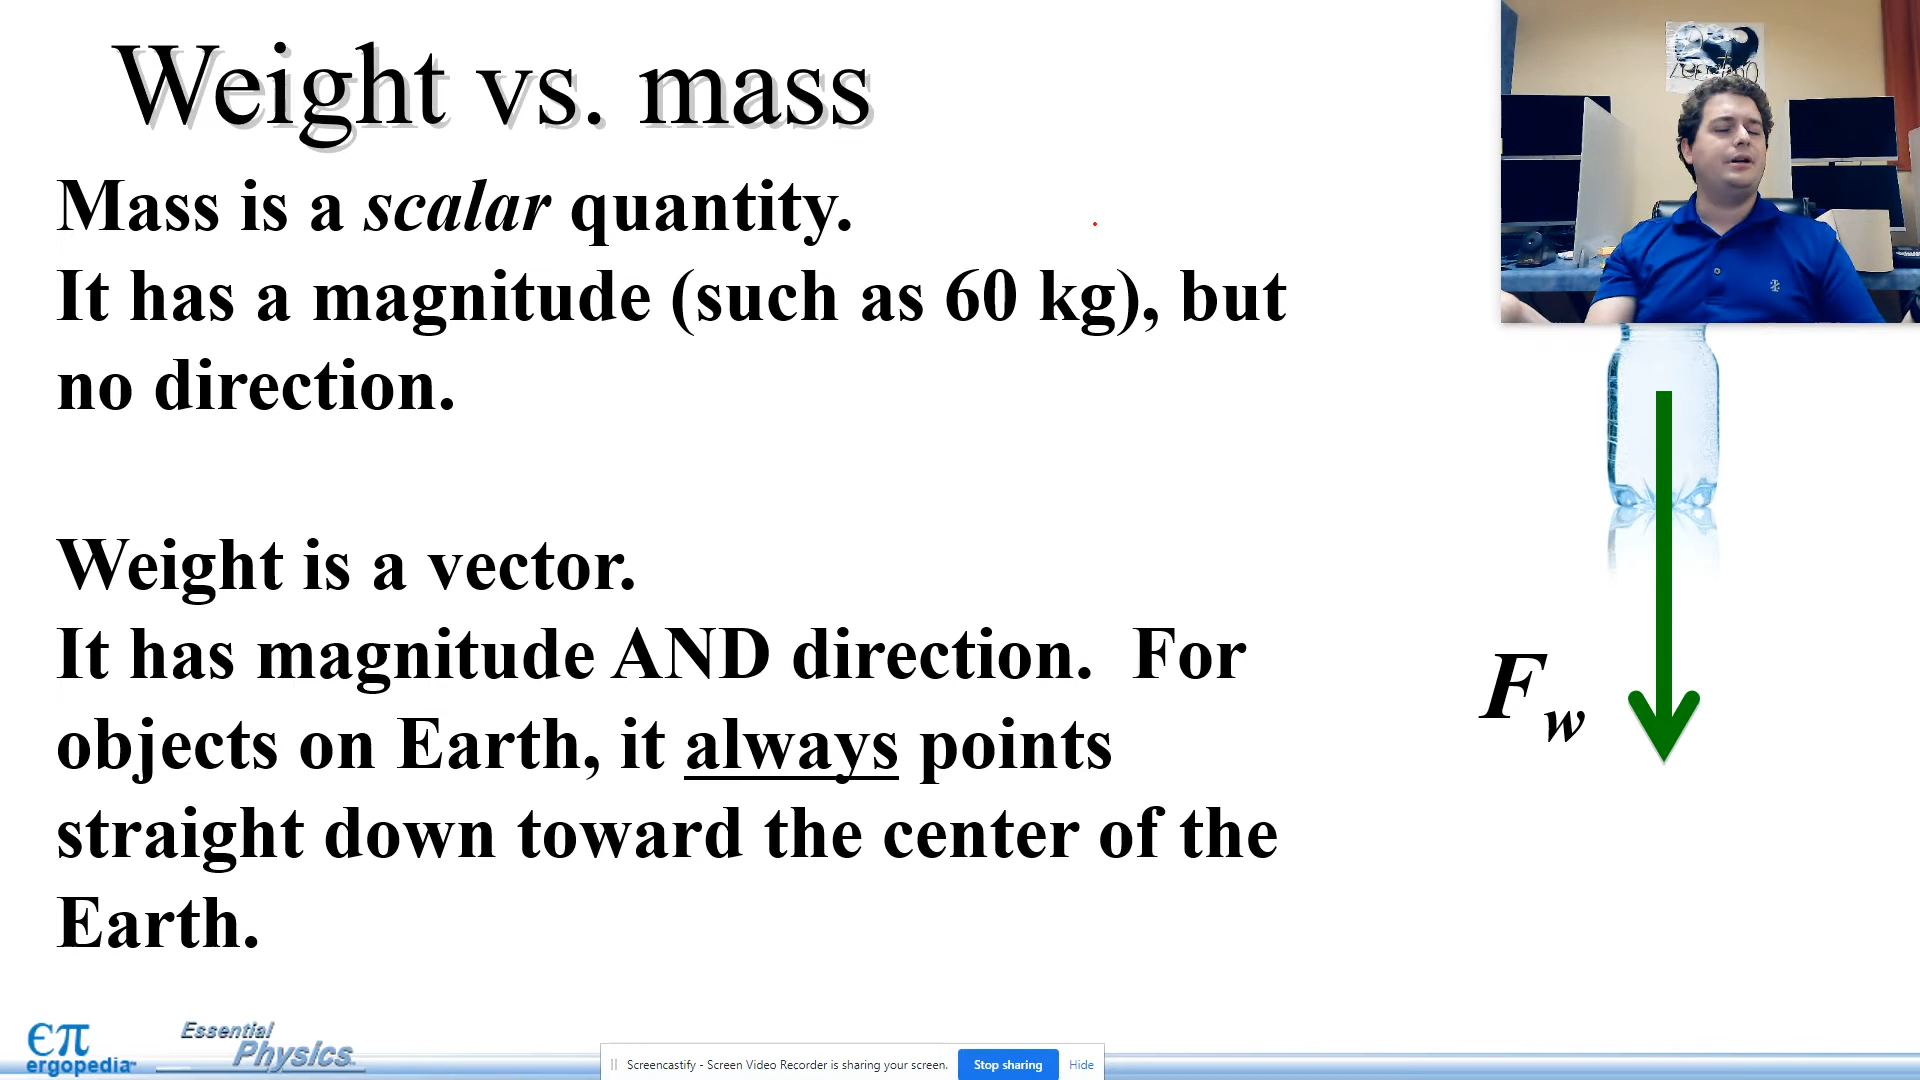 Weight vs. mass
Mass is a scalar quantity.
It has a magnitude (such as 60 kg), but
no direction.
Weight is a vector.
It has magnitude AND direction. For
objects on Earth, it always points
straight down toward the center of the
Earth.
F w
ϵπ
ergopedia™
Essential
Physics
Screencastify - Screen Video Recorder is sharing your screen.
Stop sharing
Hide